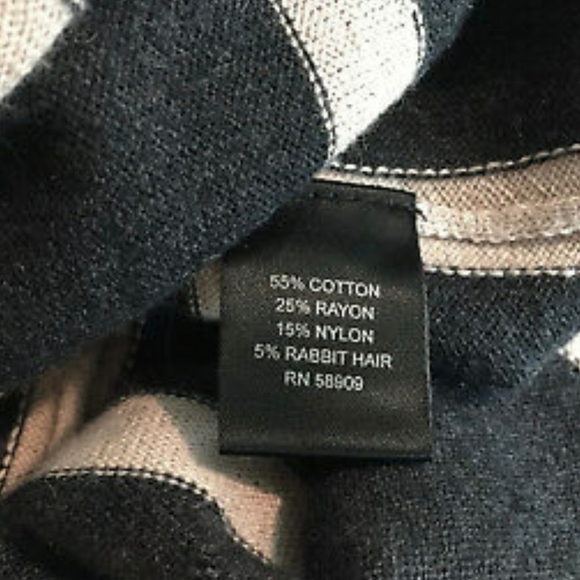 55% COTTON
25% RAYON
15% NYLON
5% RABBIT HAIR
RN 58909